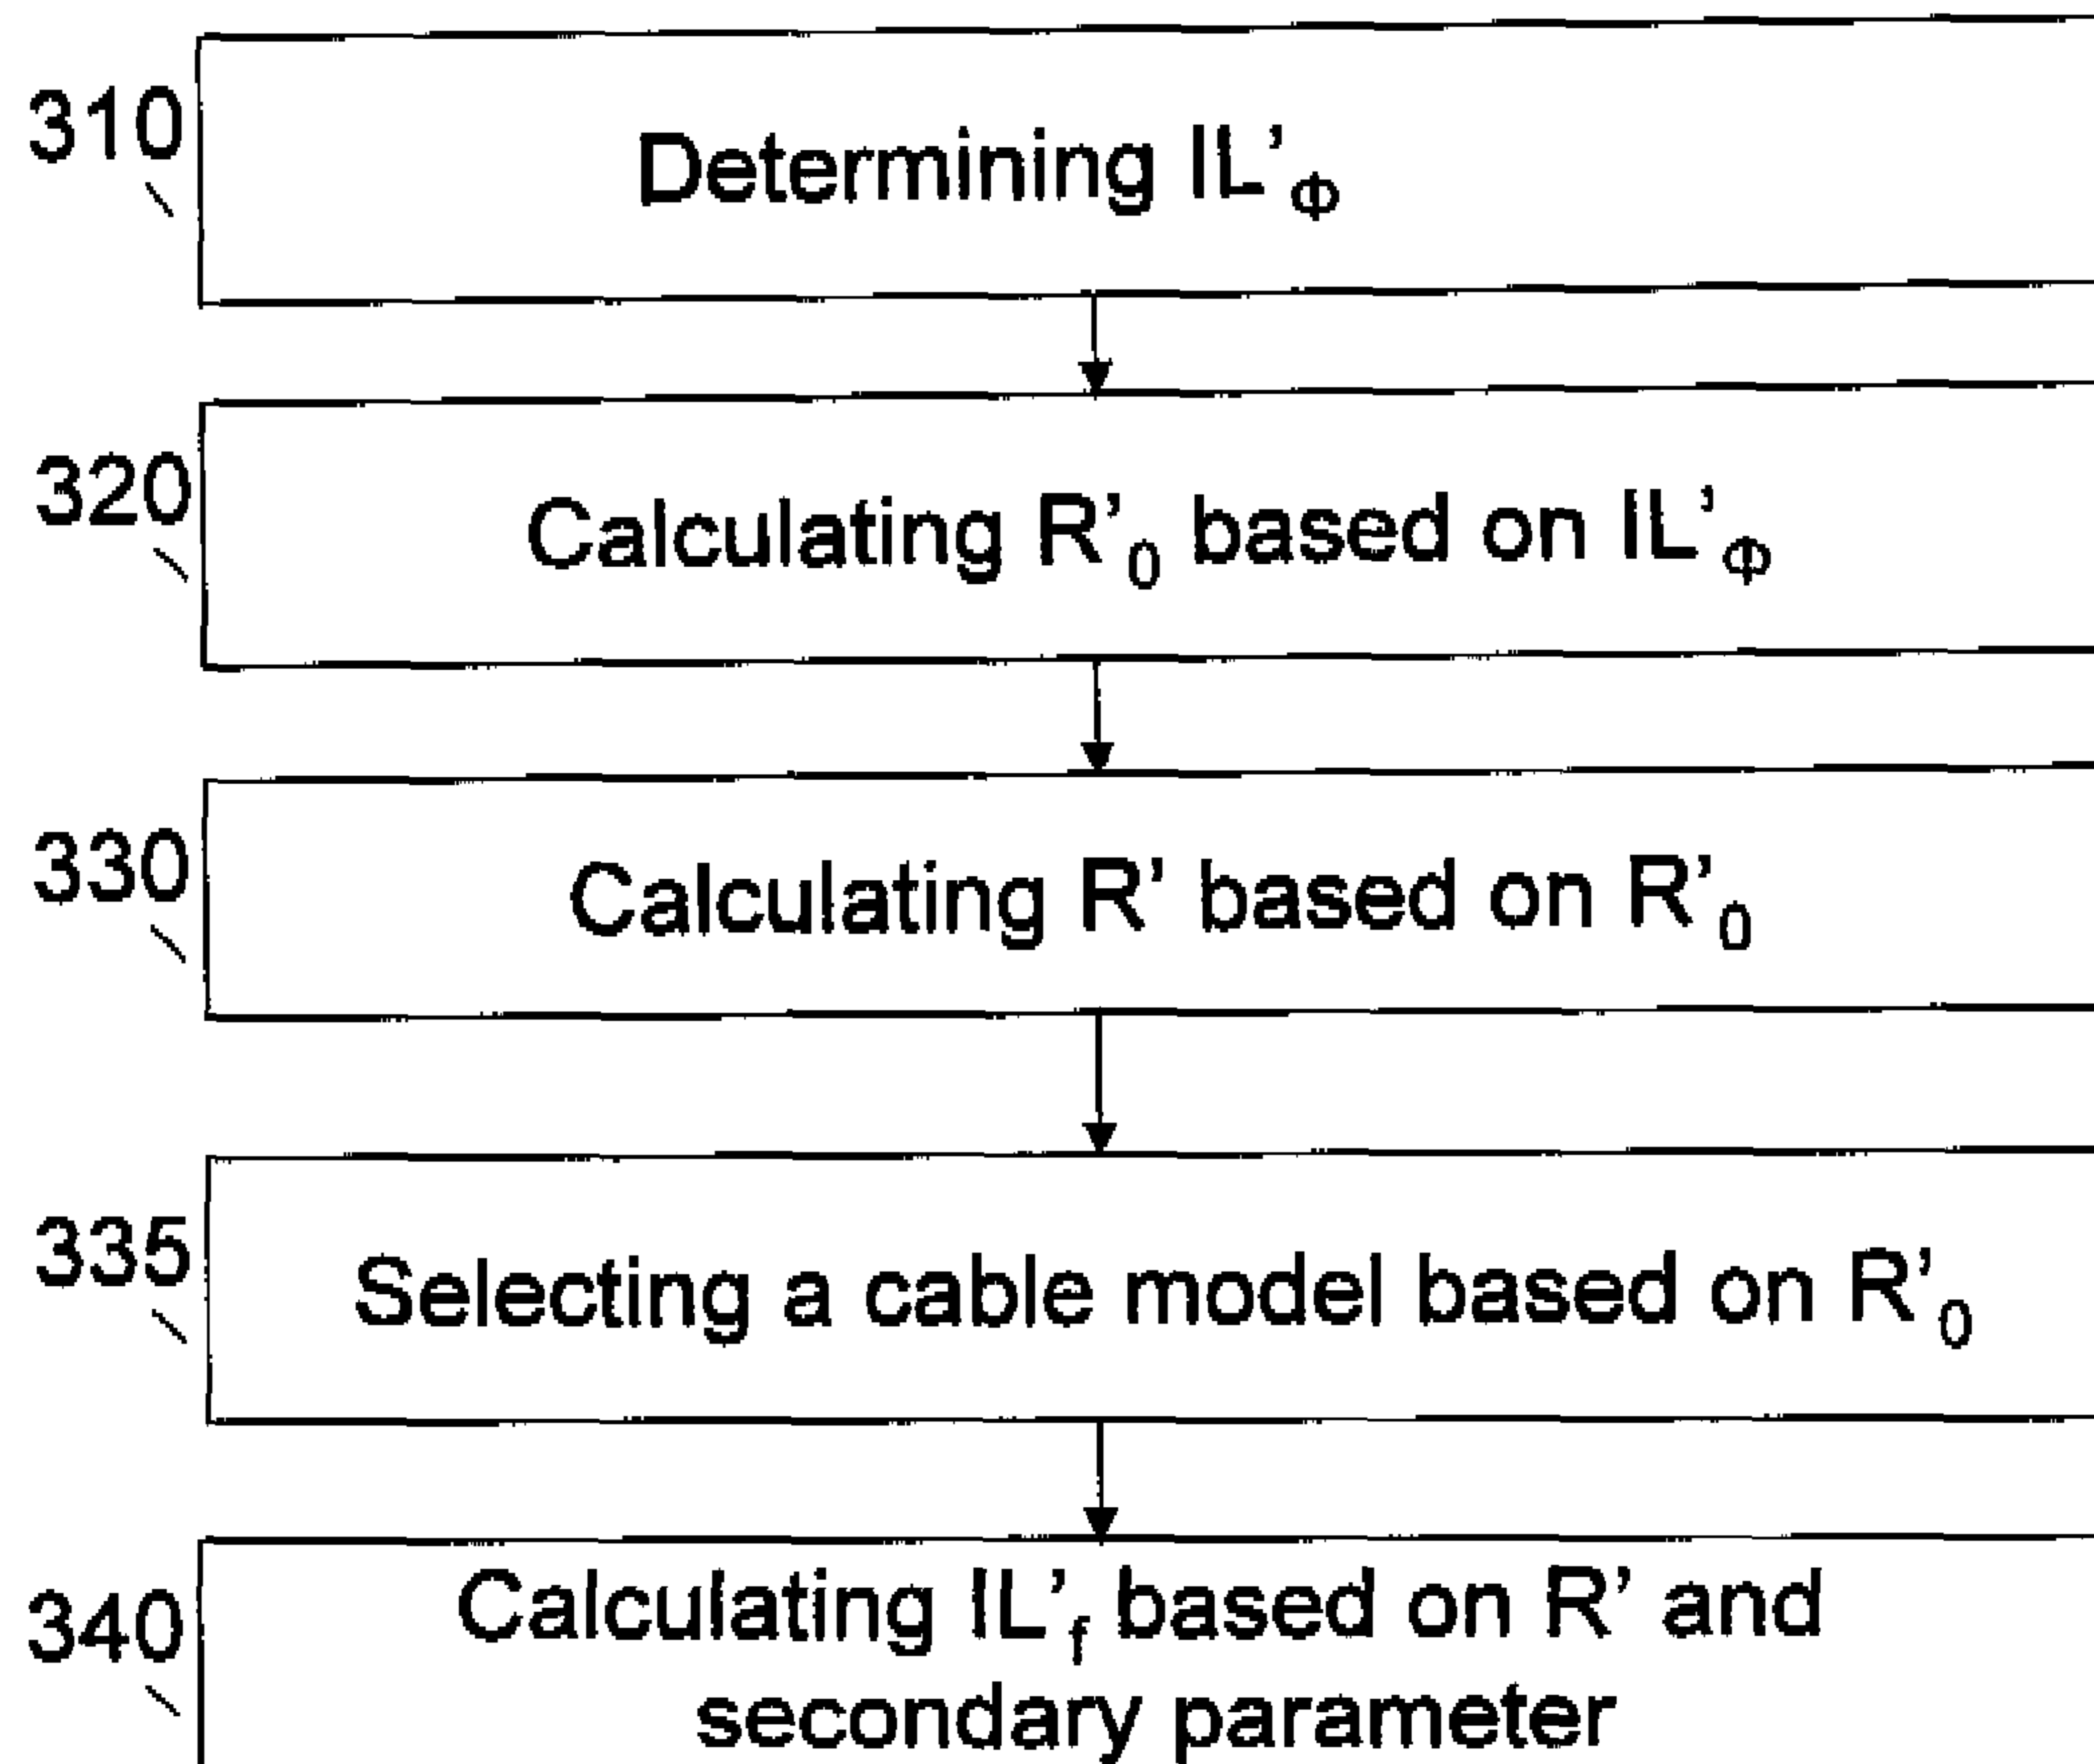 310
Determining IL'Φ
320
Calculating R'0 based on IL'Φ
330
Calculating R' based on R'0
335
Selecting a cable model based on R'0
340
Calculating IL'f based on R' and
secondary parameter